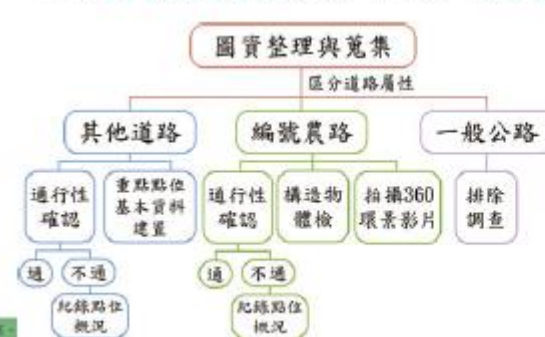 圖資整理與蒐集
區分道路屬性
其他道路
編號農路
一般公路
通行性
確認
重點點位
基本資料
建置
通行性
確認
構造物
體檢
拍攝360
環景影片
排除
調查
通
不通
通
不通
紀錄點位
概況
紀錄點位
概況